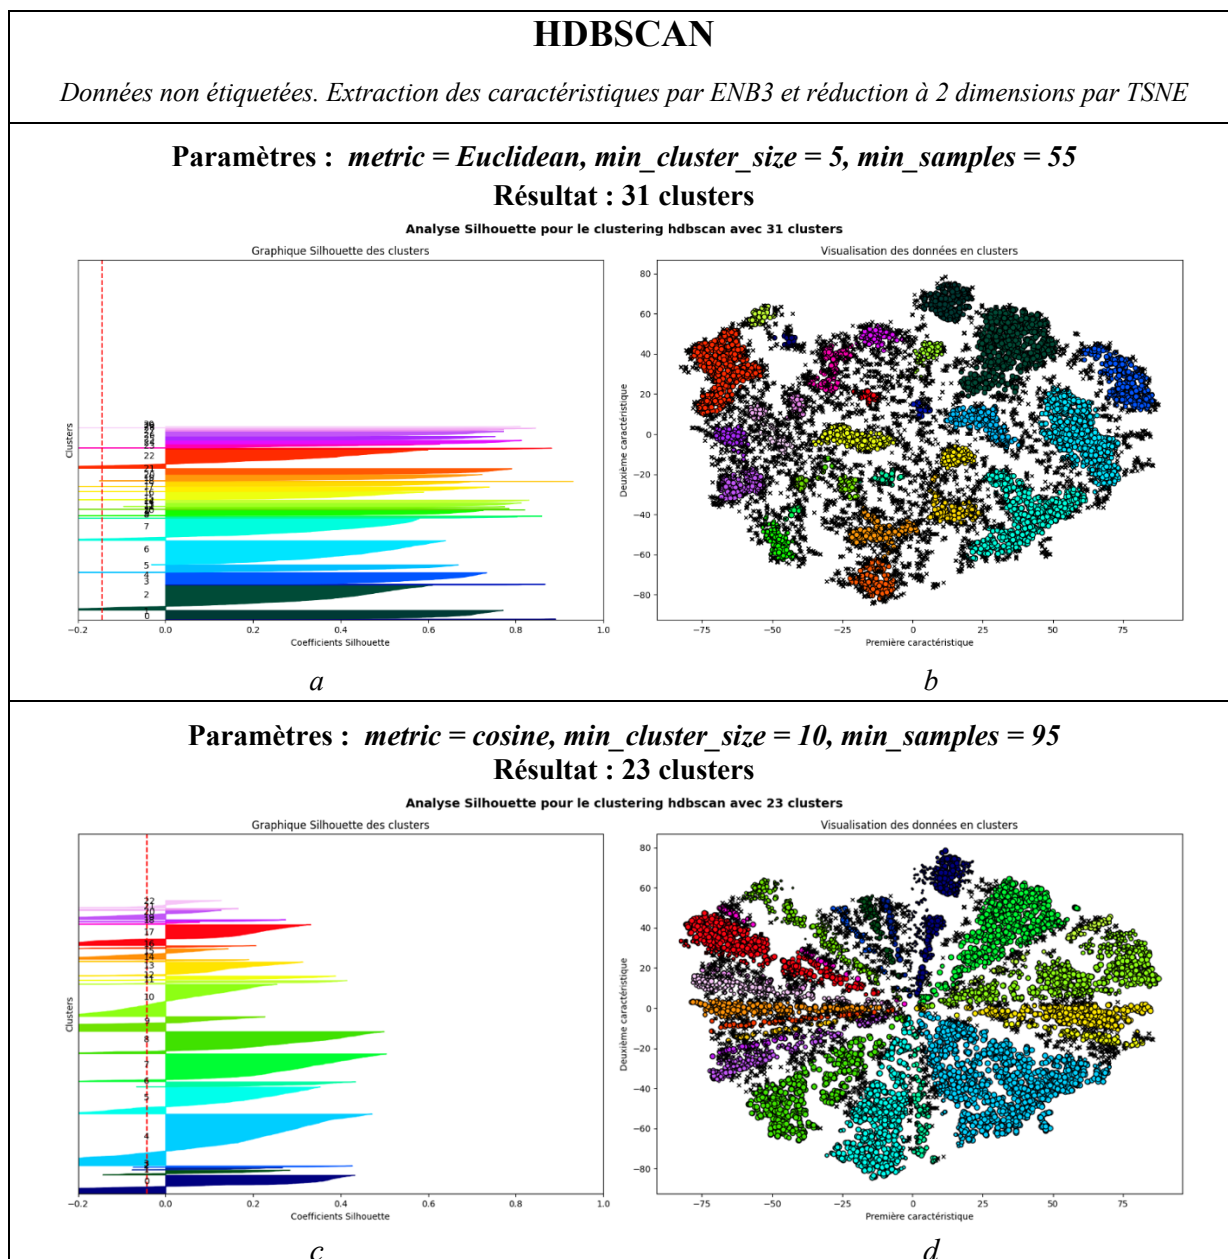 HDBSCAN
Données non étiquetées. Extraction des caractéristiques par ENB3 et réduction à 2 dimensions par TSNE
Paramètres : metric = Euclidean, min_cluster_size = 5, min_samples = 55
Résultat : 31 clusters
Analyse Silhouette pour le clustering hdbscan avec 31 clusters
Graphique Silhouette des clusters
Visualisation des données en clusters
Clusters
22
17
16
7
6
5
4
3
2
1
0
−0.2 0.0 0.2 0.4 0.6 0.8 1.0
Coefficients Silhouette
Deuxième caractéristique
80
60
40
20
0
−20
−40
−60
−80
−75 −50 −25 0 25 50 75
Première caractéristique
a
b
Paramètres : metric = cosine, min_cluster_size = 10, min_samples = 95
Résultat : 23 clusters
Analyse Silhouette pour le clustering hdbscan avec 23 clusters
Graphique Silhouette des clusters
Visualisation des données en clusters
Clusters
22
17
14
13
12
11
10
9
8
7
6
5
4
0
−0.2 0.0 0.2 0.4 0.6 0.8 1.0
Coefficients Silhouette
Deuxième caractéristique
80
60
40
20
0
−20
−40
−60
−80
−75 −50 −25 0 25 50 75
Première caractéristique
c
d